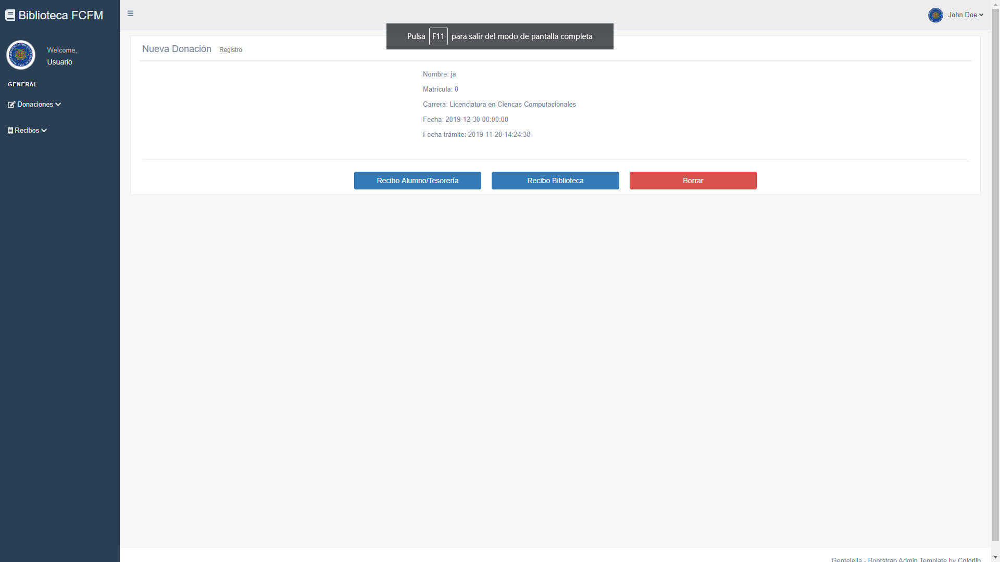 Biblioteca FCFM
John Doe
Pulsa F11 para salir del modo de pantalla completa
Welcome,
Usuario
GENERAL
Donaciones
Recibos
Nueva Donación Registro
Nombre: ja
Matrícula: 0
Carrera: Licenciatura en Ciencas Computacionales
Fecha: 2019-12-30 00:00:00
Fecha trámite: 2019-11-28 14:24:38
Recibo Alumno/Tesorería
Recibo Biblioteca
Borrar
Gentelella - Bootstrap Admin Template by Colorlib